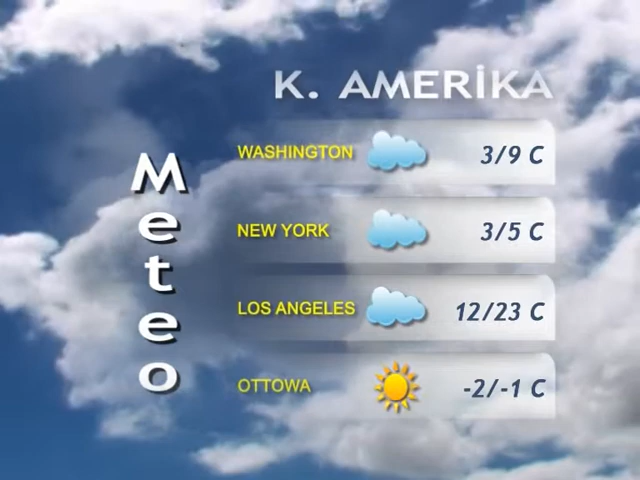 K. AMERİKA
Meteo
WASHINGTON 3/9 C
NEW YORK 3/5 C
LOS ANGELES 12/23 C
OTTOWA -2/-1 C